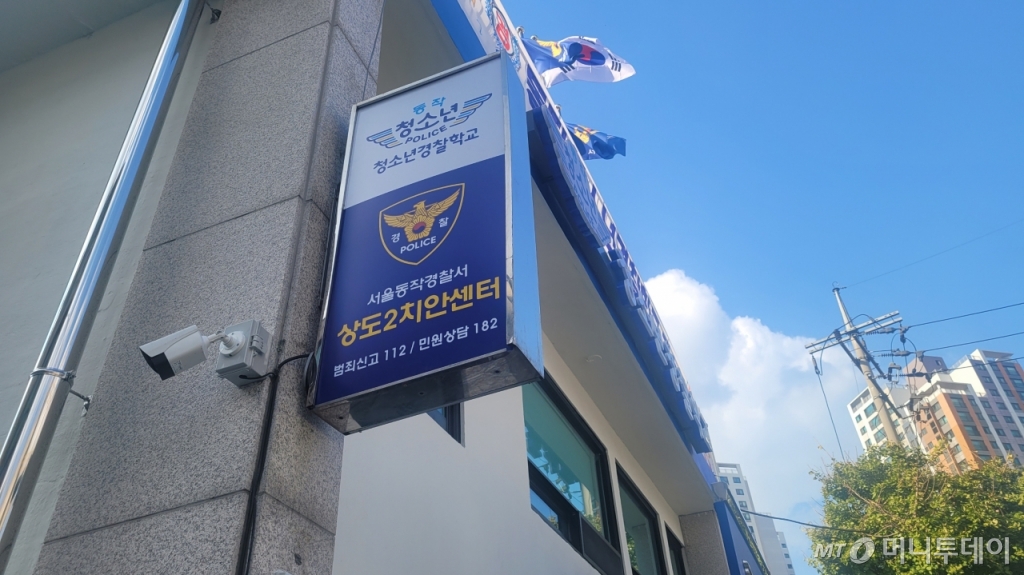 동작
청소년
POLICE
청소년경찰학교
경 찰
POLICE
서울동작경찰서
상도2치안센터
범죄신고 112 / 민원상담 182
MTO 머니투데이